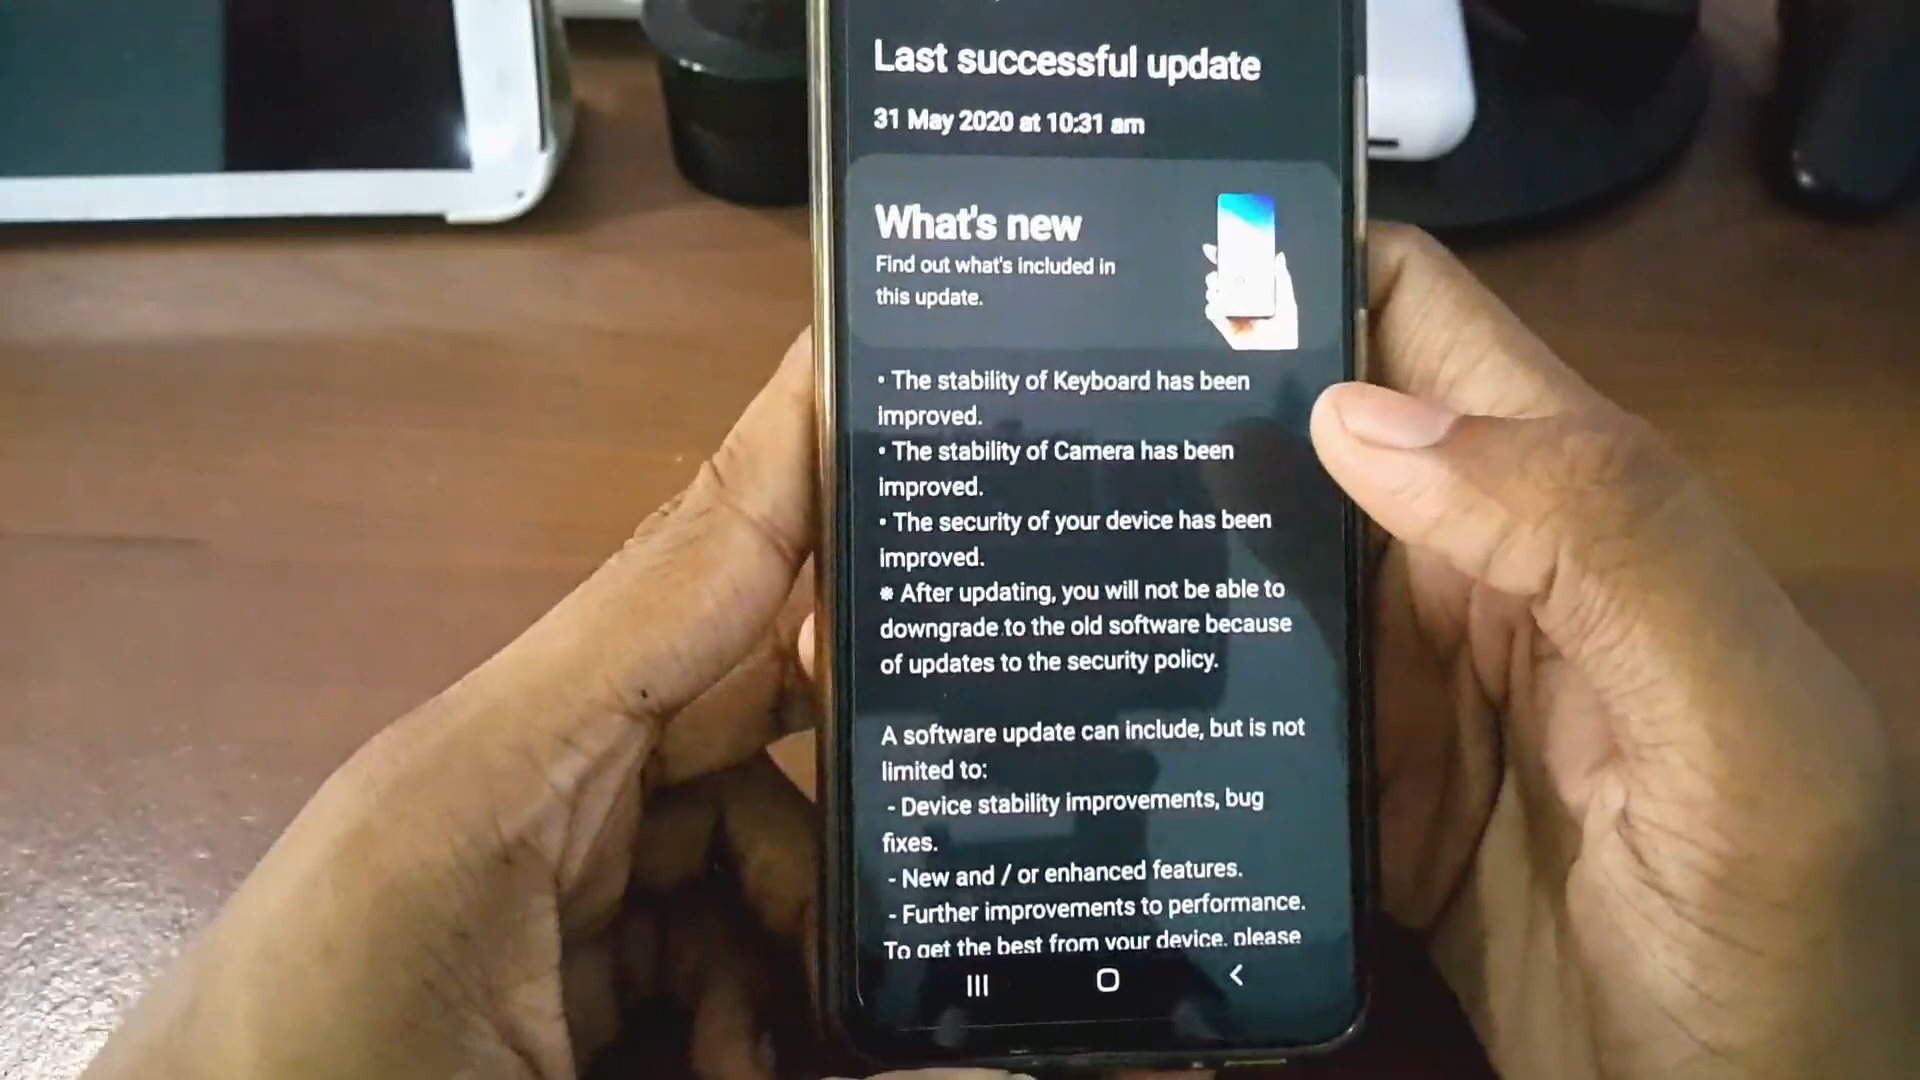 Last successful update
31 May 2020 at 10:31 am
What's new
Find out what's included in
this update.
• The stability of Keyboard has been
improved.
• The stability of Camera has been
improved.
• The security of your device has been
improved.
※ After updating, you will not be able to
downgrade to the old software because
of updates to the security policy.
A software update can include, but is not
limited to:
- Device stability improvements, bug
fixes.
- New and / or enhanced features.
- Further improvements to performance.
To get the best from your device, please